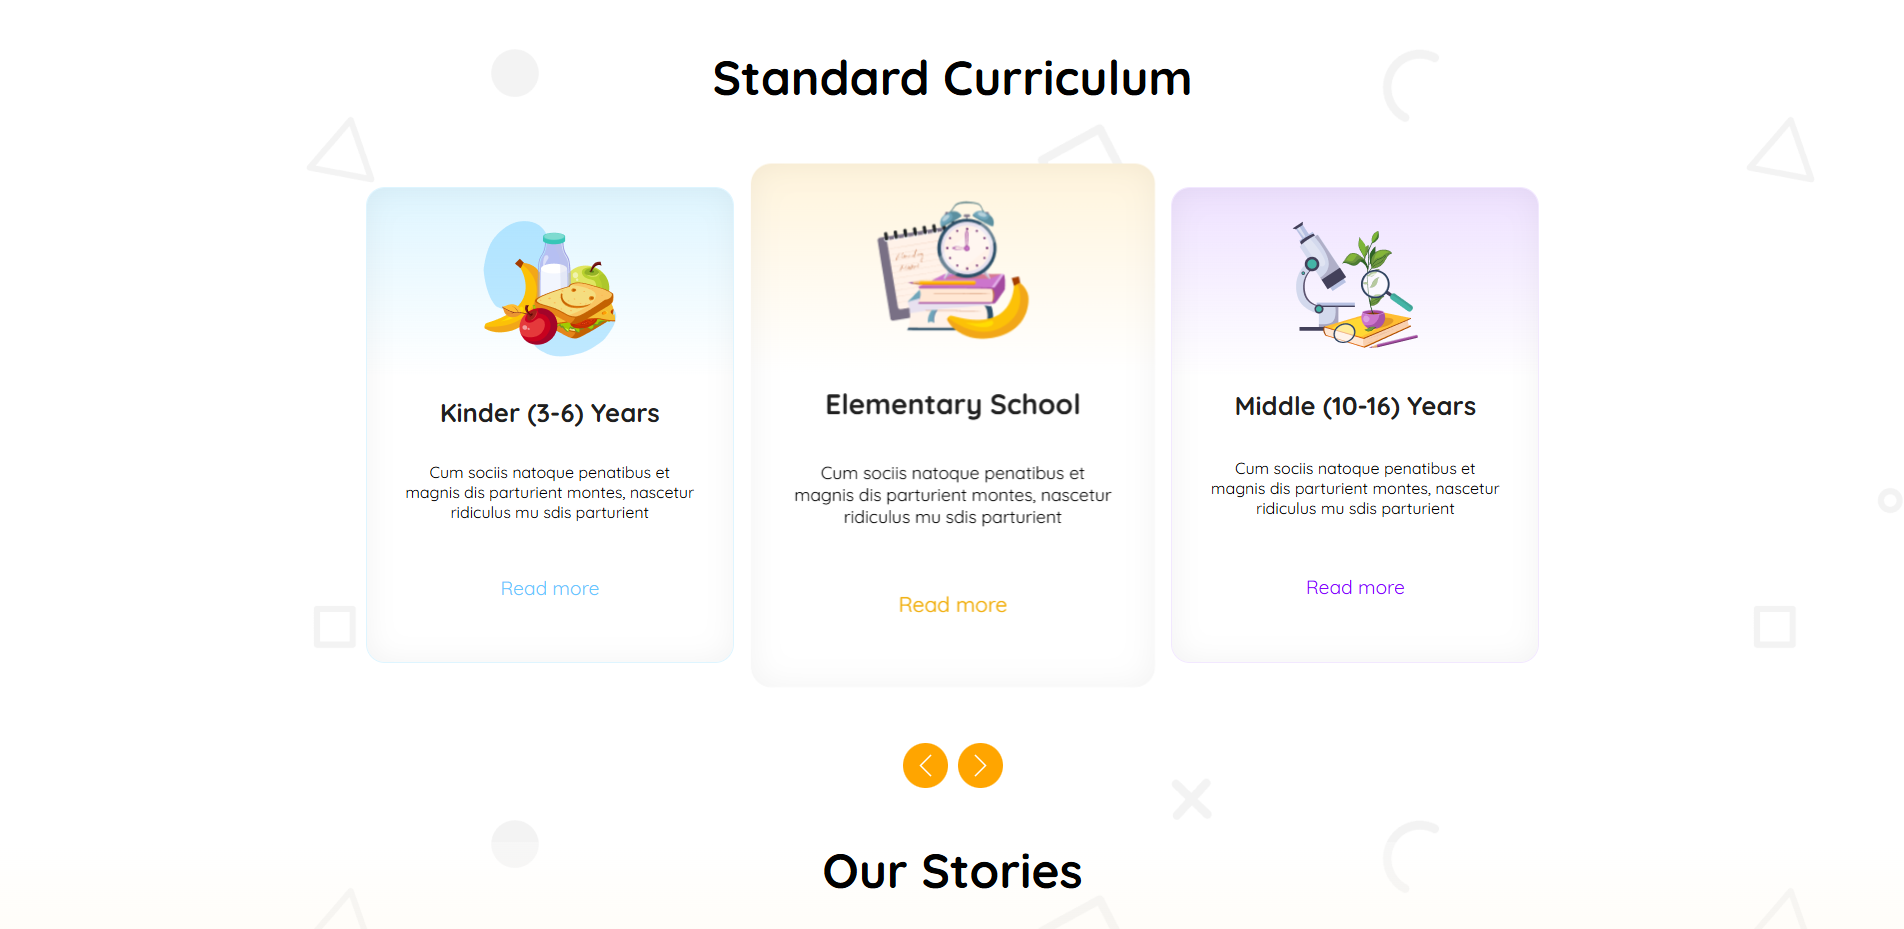 Standard Curriculum
Kinder (3-6) Years
Cum sociis natoque penatibus et
magnis dis parturient montes, nascetur
ridiculus mu sdis parturient
Read more
Elementary School
Cum sociis natoque penatibus et
magnis dis parturient montes, nascetur
ridiculus mu sdis parturient
Read more
Middle (10-16) Years
Cum sociis natoque penatibus et
magnis dis parturient montes, nascetur
ridiculus mu sdis parturient
Read more
Our Stories